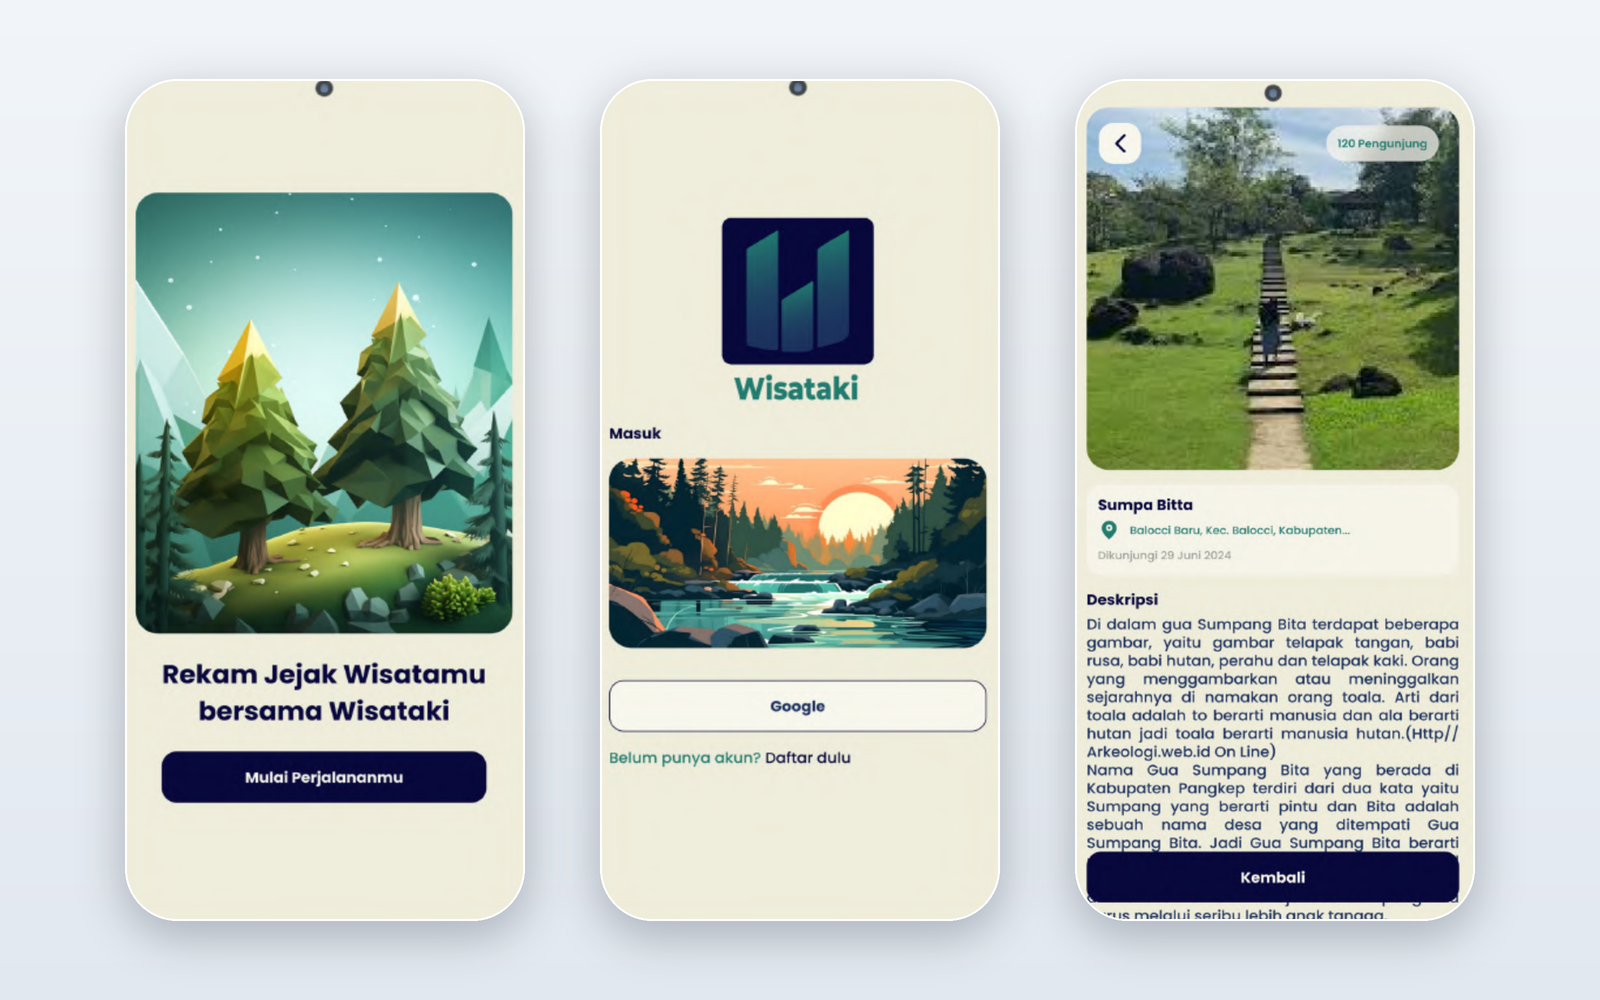 Rekam Jejak Wisatamu
bersama Wisataki
Mulai Perjalananmu
Wisataki
Masuk
Google
Belum punya akun? Daftar dulu
120 Pengunjung
Sumpa Bitta
Balocci Baru, Kec. Balocci, Kabupaten...
Dikunjungi 29 Juni 2024
Deskripsi
Di dalam gua Sumpang Bita terdapat beberapa
gambar, yaitu gambar telapak tangan, babi
rusa, babi hutan, perahu dan telapak kaki. Orang
yang menggambarkan atau meninggalkan
sejarahnya di namakan orang toala. Arti dari
toala adalah to berarti manusia dan ala berarti
hutan jadi toala berarti manusia hutan.(Http//
Arkeologi.web.id On Line)
Nama Gua Sumpang Bita yang berada di
Kabupaten Pangkep terdiri dari dua kata yaitu
Sumpang yang berarti pintu dan Bita adalah
sebuah nama desa yang ditempati Gua
Sumpang Bita. Jadi Gua Sumpang Bita berarti
Kembali
melalui seribu lebih anak tangga.